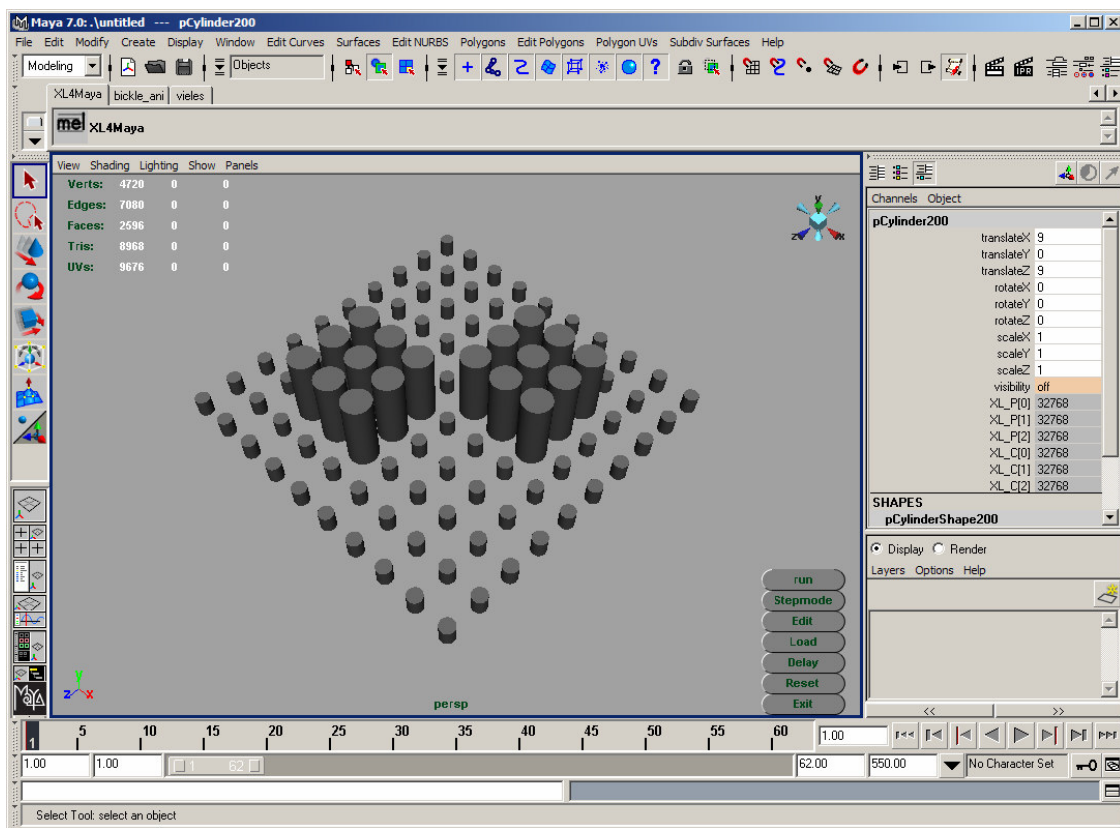 Maya 7.0: .\untitled --- pCylinder200
File Edit Modify Create Display Window Edit Curves Surfaces Edit NURBS Polygons Edit Polygons Polygon UVs Subdiv Surfaces Help
Modeling Objects
XL4Maya bickle_ani vieles
mel XL4Maya
View Shading Lighting Show Panels
Verts: 4720 0 0
Edges: 7080 0 0
Faces: 2596 0 0
Tris: 8968 0 0
UVs: 9676 0 0
y
z x
run
Stepmode
Edit
Load
Delay
Reset
Exit
y
z x
persp
Channels Object
pCylinder200
translateX 9
translateY 0
translateZ 9
rotateX 0
rotateY 0
rotateZ 0
scaleX 1
scaleY 1
scaleZ 1
visibility off
XL_P[0] 32768
XL_P[1] 32768
XL_P[2] 32768
XL_C[0] 32768
XL_C[1] 32768
XL_C[2] 32768
SHAPES
pCylinderShape200
Display Render
Layers Options Help
<< >>
MAYA
1 5 10 15 20 25 30 35 40 45 50 55 60 1.00
1.00 1.00 1 62 62.00 550.00 No Character Set
Select Tool: select an object